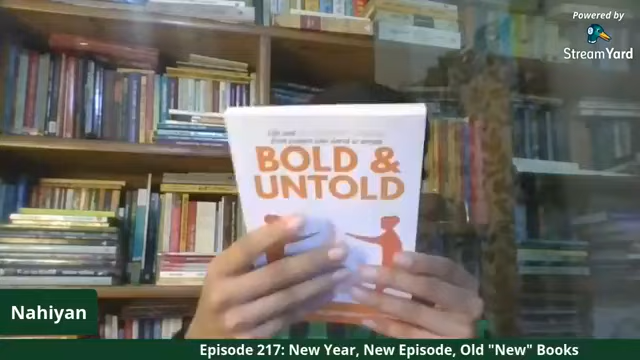 Powered by
StreamYard
BOLD &
UNTOLD
Nahiyan
Episode 217: New Year, New Episode, Old "New" Books